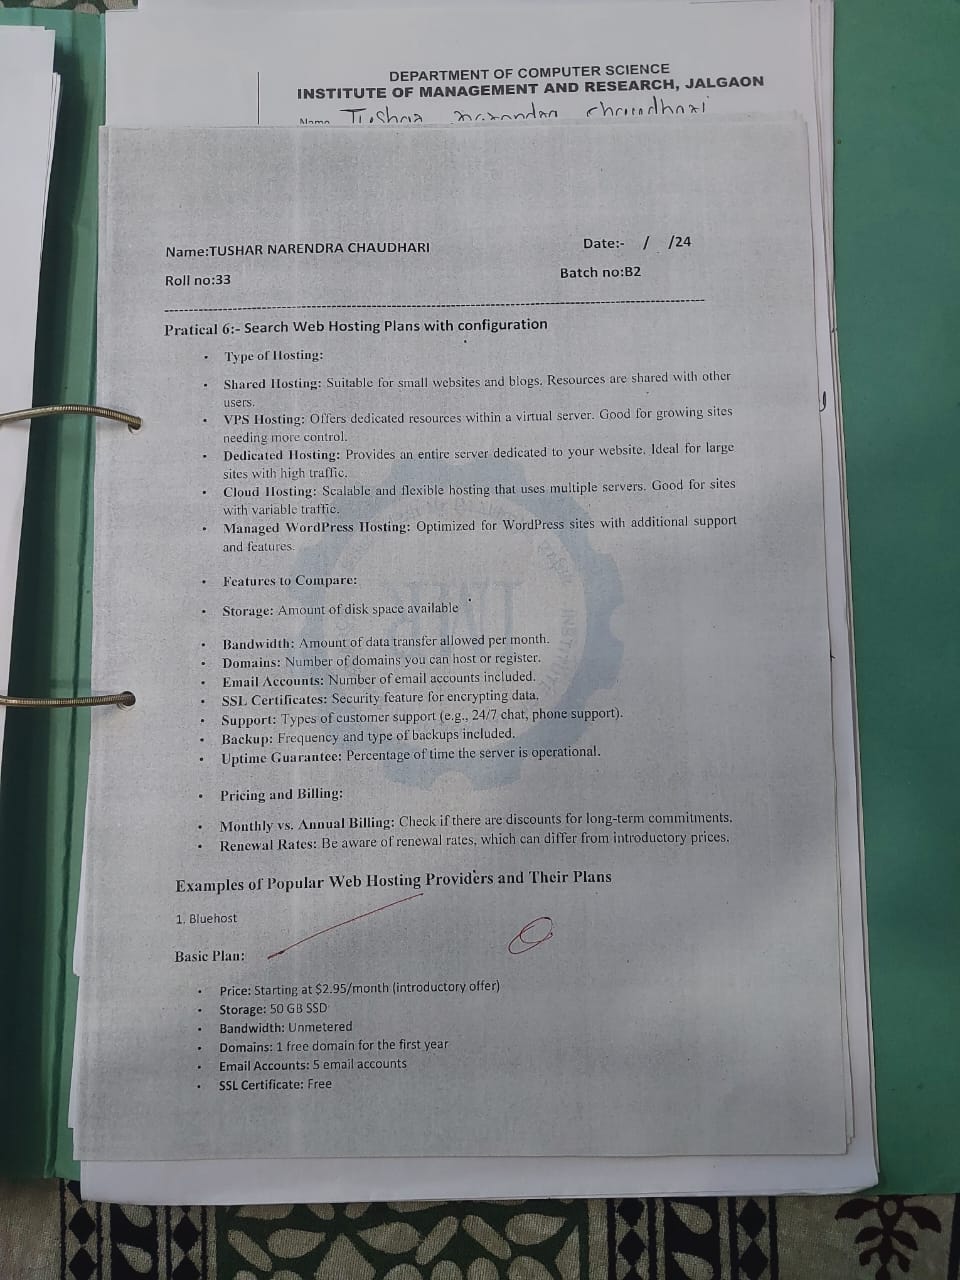 DEPARTMENT OF COMPUTER SCIENCE
INSTITUTE OF MANAGEMENT AND RESEARCH, JALGAON
Name
Name:TUSHAR NARENDRA CHAUDHARI
Date:- / /24
Roll no:33
Batch no:B2
Pratical 6:- Search Web Hosting Plans with configuration
• Type of Hosting:
• Shared Hosting: Suitable for small websites and blogs. Resources are shared with other
users.
• VPS Hosting: Offers dedicated resources within a virtual server. Good for growing sites
needing more control.
• Dedicated Hosting: Provides an entire server dedicated to your website. Ideal for large
sites with high traffic.
• Cloud Hosting: Scalable and flexible hosting that uses multiple servers. Good for sites
with variable traffic.
• Managed WordPress Hosting: Optimized for WordPress sites with additional support
and features.
• Features to Compare:
• Storage: Amount of disk space available
• Bandwidth: Amount of data transfer allowed per month.
• Domains: Number of domains you can host or register.
• Email Accounts: Number of email accounts included.
• SSL Certificates: Security feature for encrypting data.
• Support: Types of customer support (e.g., 24/7 chat, phone support).
• Backup: Frequency and type of backups included.
• Uptime Guarantee: Percentage of time the server is operational.
• Pricing and Billing:
• Monthly vs. Annual Billing: Check if there are discounts for long-term commitments.
• Renewal Rates: Be aware of renewal rates, which can differ from introductory prices.
Examples of Popular Web Hosting Providers and Their Plans
1. Bluehost
Basic Plan:
• Price: Starting at $2.95/month (introductory offer)
• Storage: 50 GB SSD
• Bandwidth: Unmetered
• Domains: 1 free domain for the first year
• Email Accounts: 5 email accounts
• SSL Certificate: Free